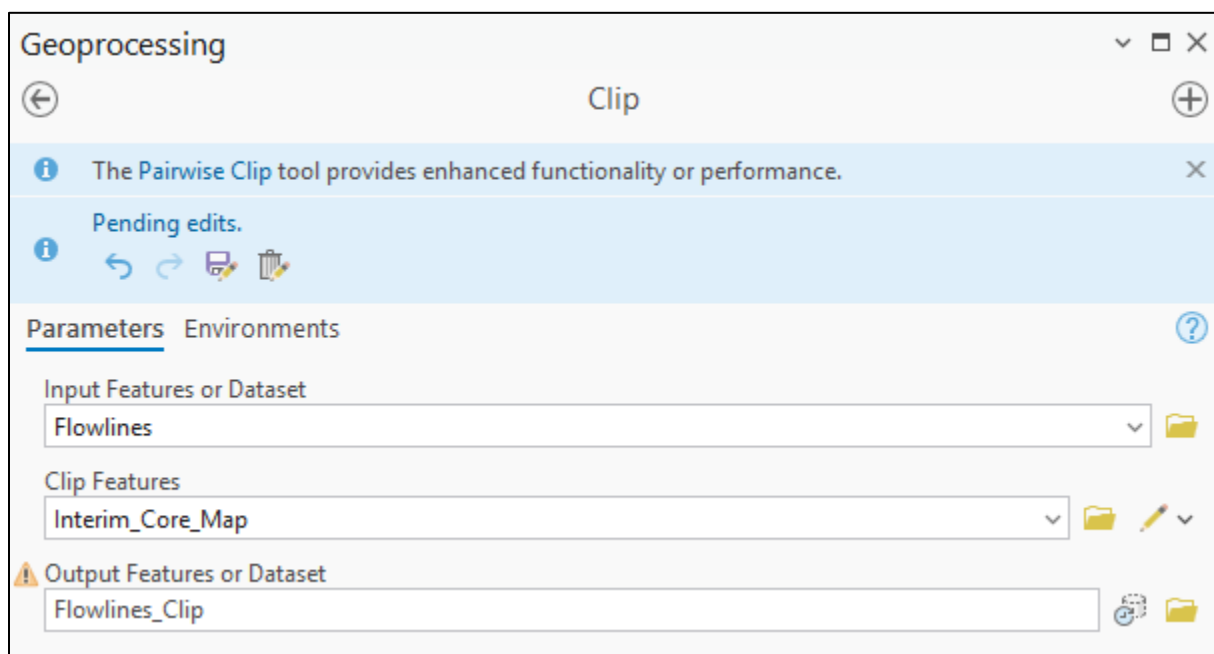 Geoprocessing
Clip
The Pairwise Clip tool provides enhanced functionality or performance.
Pending edits.
Parameters Environments
Input Features or Dataset
Flowlines
Clip Features
Interim_Core_Map
Output Features or Dataset
Flowlines_Clip